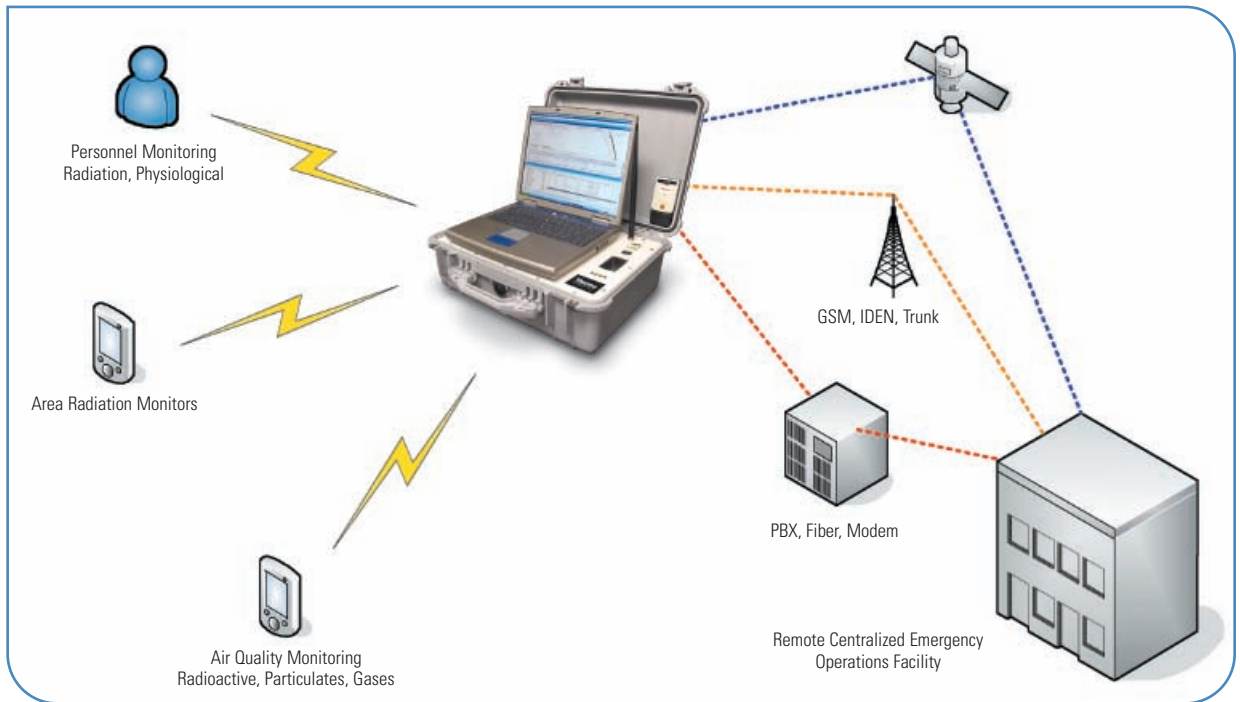 Personnel Monitoring
Radiation, Physiological
GSM, IDEN, Trunk
Area Radiation Monitors
PBX, Fiber, Modem
Remote Centralized Emergency
Operations Facility
Air Quality Monitoring
Radioactive, Particulates, Gases